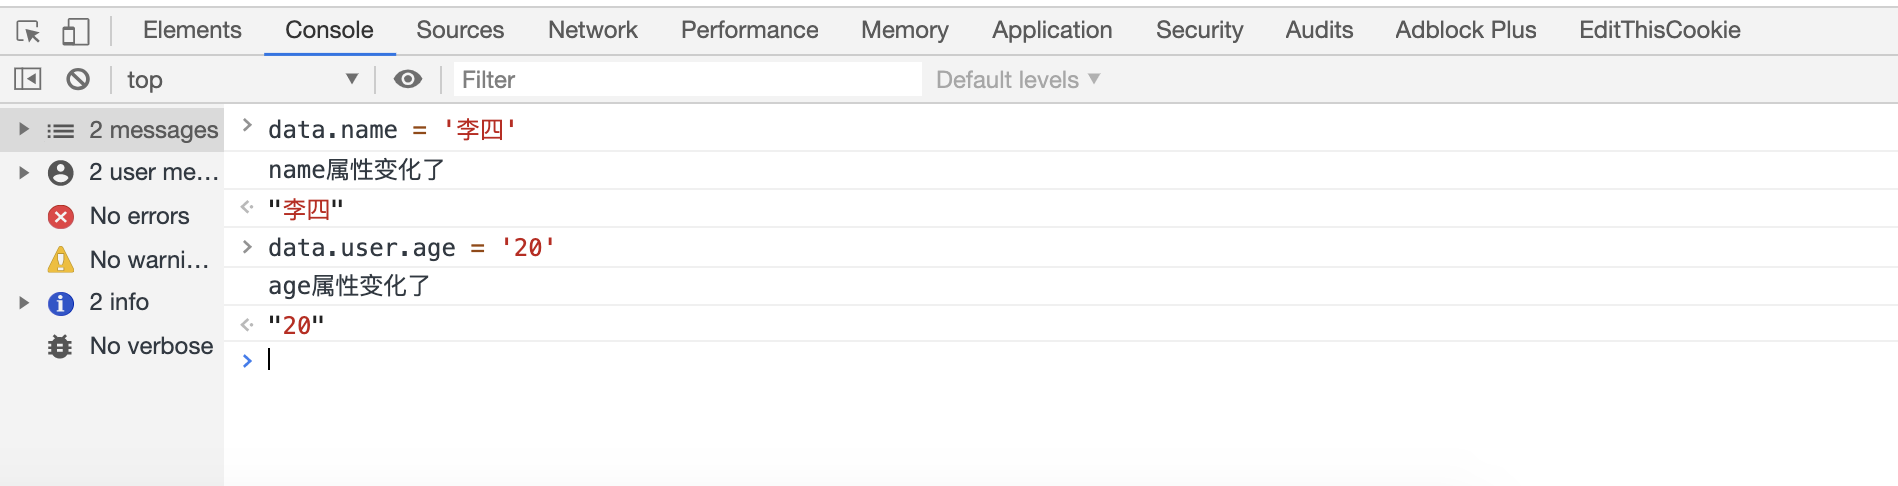 Elements Console Sources Network Performance Memory Application Security Audits Adblock Plus EditThisCookie
top Filter Default levels
2 messages
2 user me…
No errors
No warni…
2 info
No verbose
data.name = '李四'
name属性变化了
"李四"
data.user.age = '20'
age属性变化了
"20"